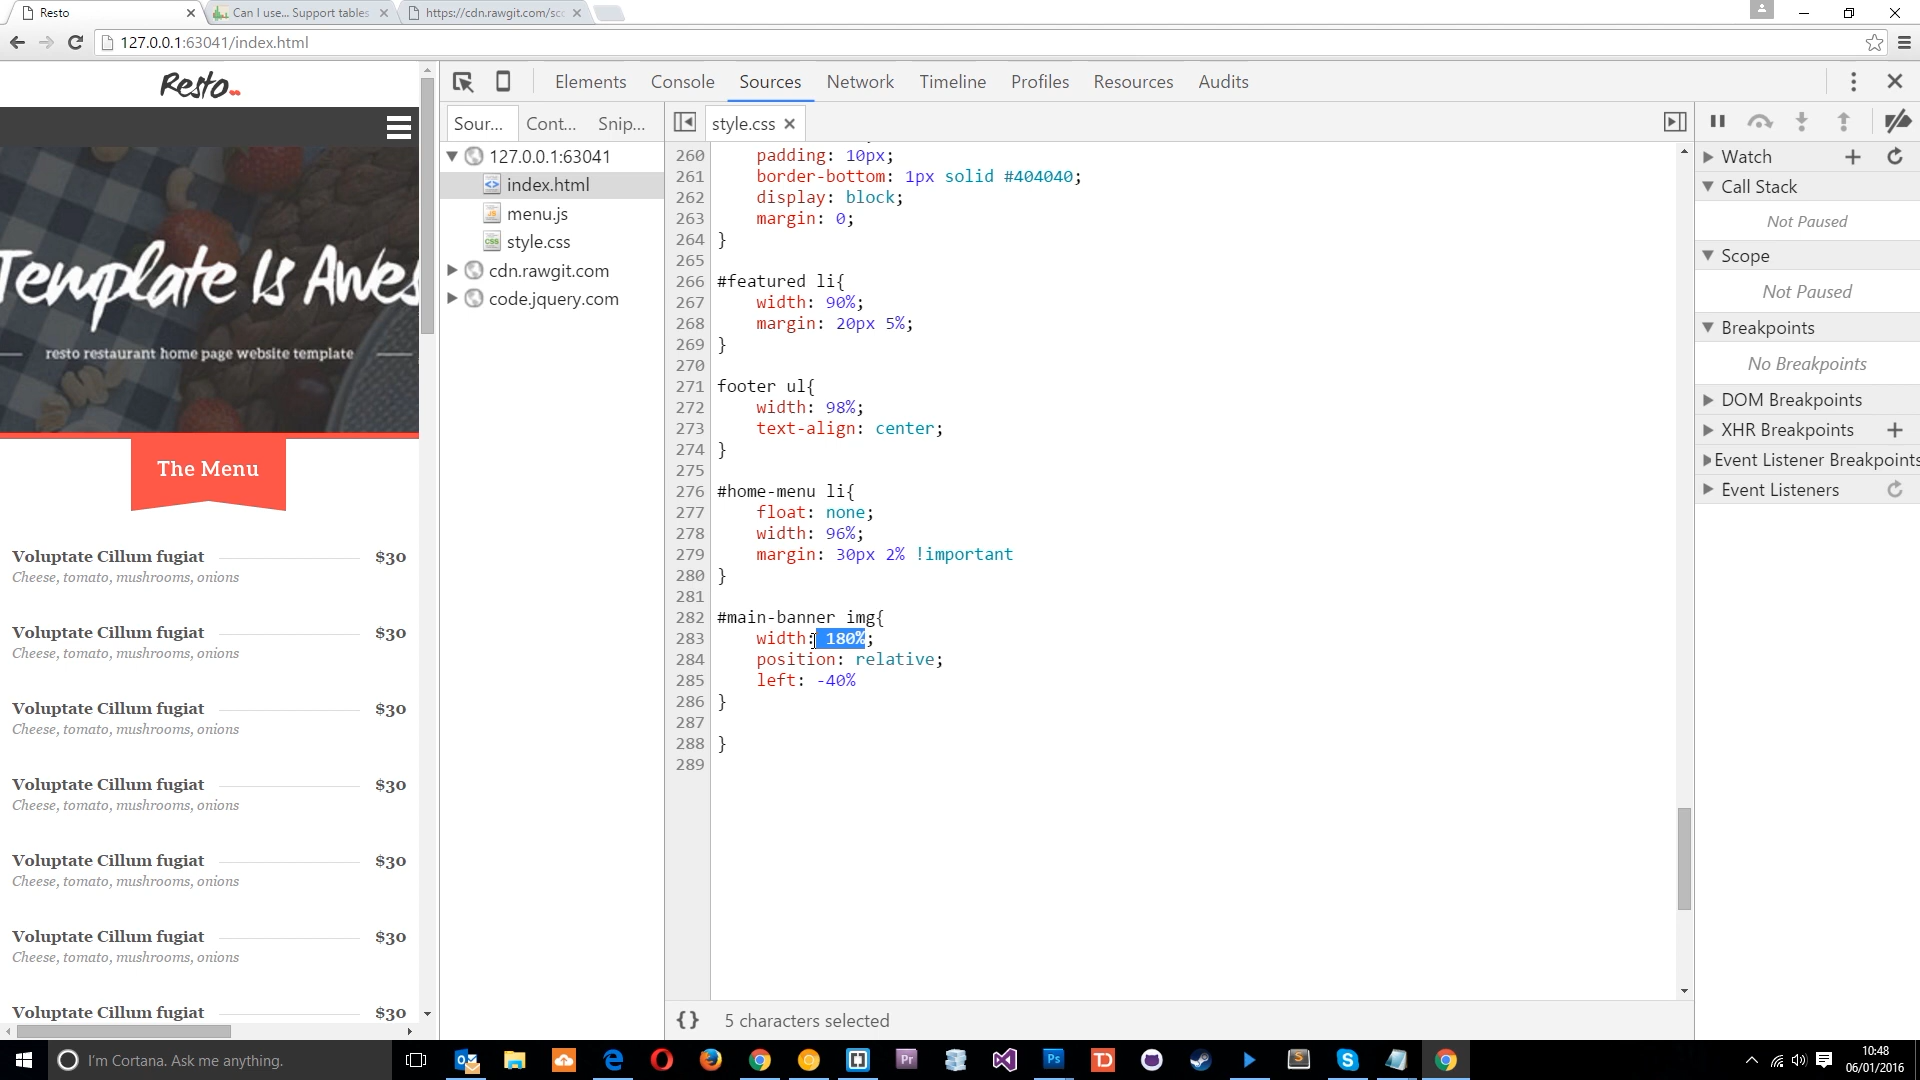 Resto
Can I use... Support tables
https://cdn.rawgit.com/sc
127.0.0.1:63041/index.html
Resto
Template Is Awes
resto restaurant home page website template
The Menu
Voluptate Cillum fugiat $30
Cheese, tomato, mushrooms, onions
Voluptate Cillum fugiat $30
Cheese, tomato, mushrooms, onions
Voluptate Cillum fugiat $30
Cheese, tomato, mushrooms, onions
Voluptate Cillum fugiat $30
Cheese, tomato, mushrooms, onions
Voluptate Cillum fugiat $30
Cheese, tomato, mushrooms, onions
Voluptate Cillum fugiat $30
Cheese, tomato, mushrooms, onions
Voluptate Cillum fugiat $30
Elements Console Sources Network Timeline Profiles Resources Audits
Sour... Cont... Snip...
127.0.0.1:63041
index.html
menu.js
style.css
cdn.rawgit.com
code.jquery.com
style.css
260 padding: 10px;
261 border-bottom: 1px solid #404040;
262 display: block;
263 margin: 0;
264 }
265
266 #featured li{
267 width: 90%;
268 margin: 20px 5%;
269 }
270
271 footer ul{
272 width: 98%;
273 text-align: center;
274 }
275
276 #home-menu li{
277 float: none;
278 width: 96%;
279 margin: 30px 2% !important
280 }
281
282 #main-banner img{
283 width: 180%;
284 position: relative;
285 left: -40%
286 }
287
288 }
289
{} 5 characters selected
Watch
Call Stack
Not Paused
Scope
Not Paused
Breakpoints
No Breakpoints
DOM Breakpoints
XHR Breakpoints
Event Listener Breakpoints
Event Listeners
I'm Cortana. Ask me anything.
Pr
Ps
TD
S
10:48
06/01/2016